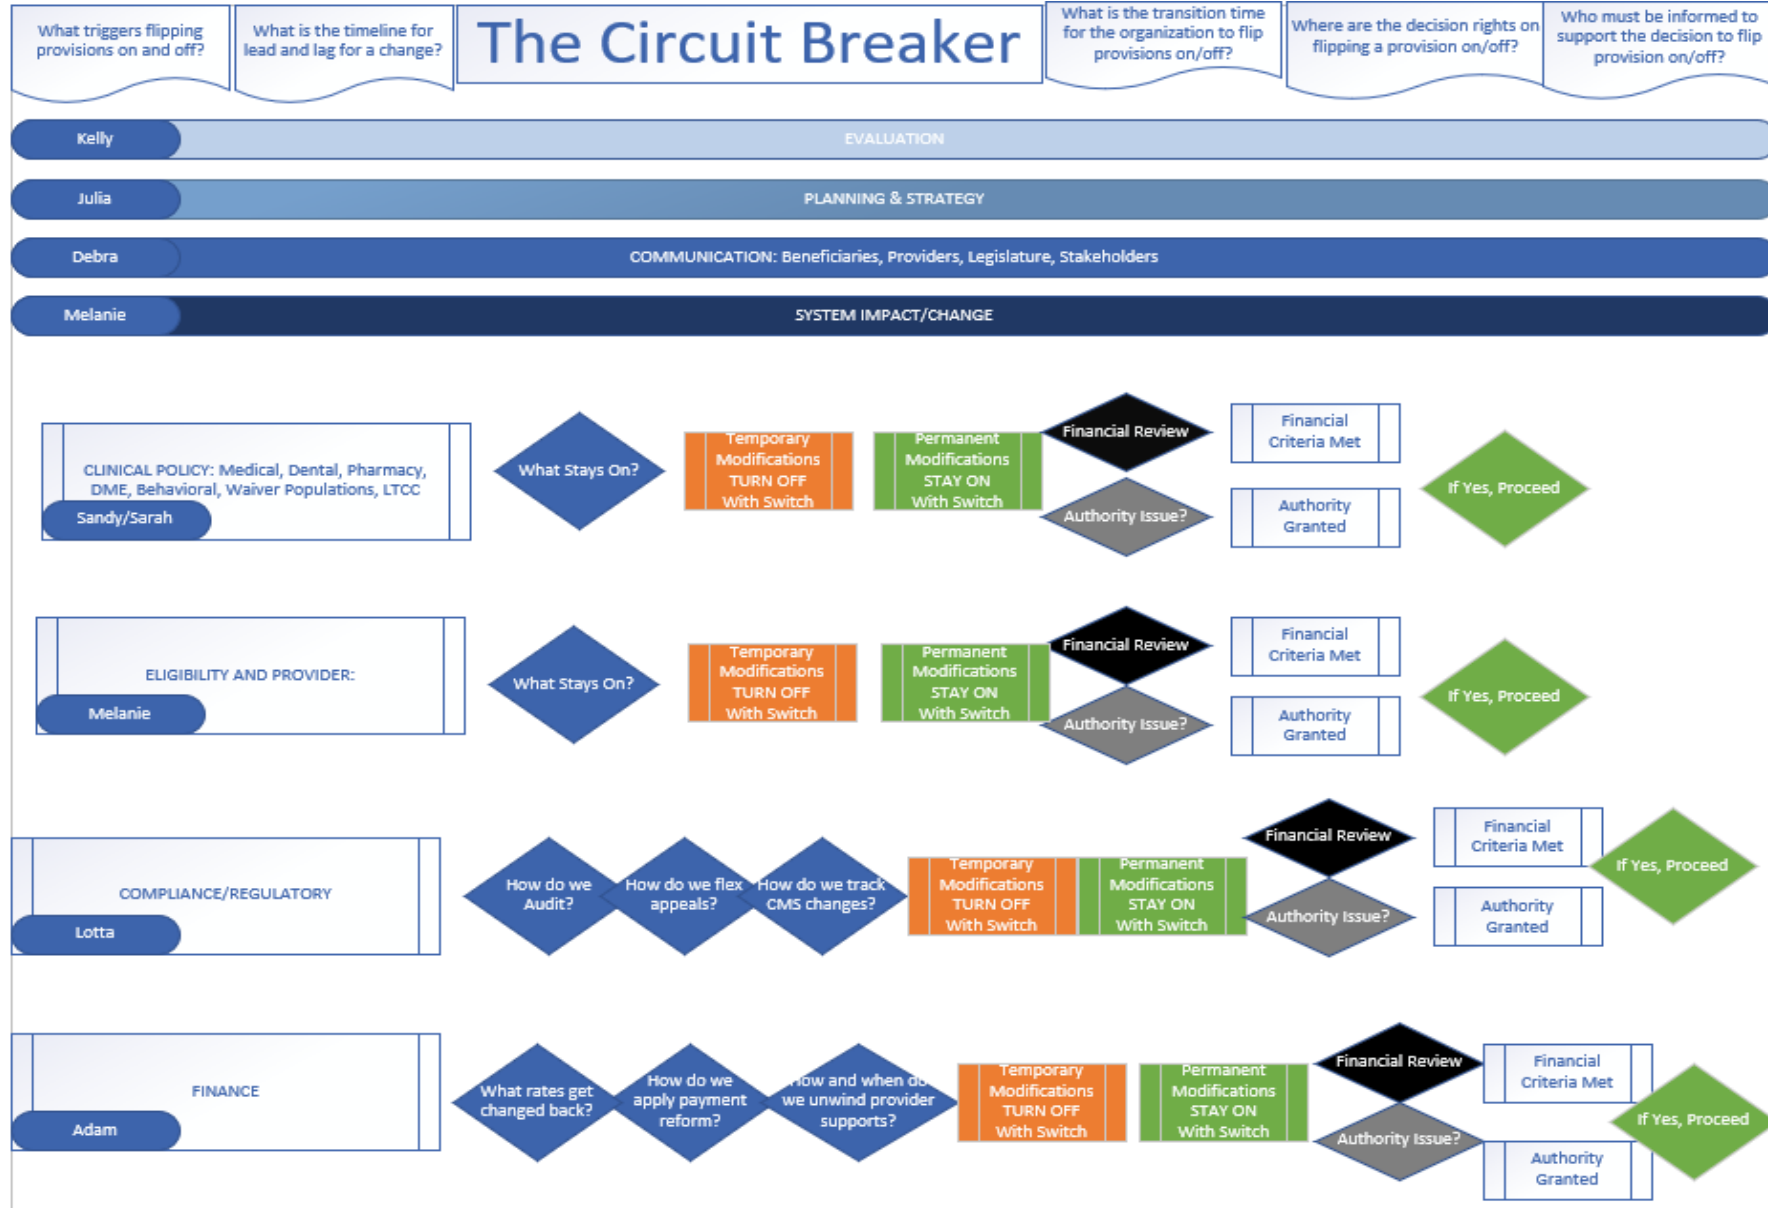 What triggers flipping
provisions on and off?
What is the timeline for
lead and lag for a change?
The Circuit Breaker
What is the transition time
for the organization to flip
provisions on/off?
Where are the decision rights on
flipping a provision on/off?
Who must be informed to
support the decision to flip
provision on/off?
Kelly
EVALUATION
Julia
PLANNING & STRATEGY
Debra
COMMUNICATION: Beneficiaries, Providers, Legislature, Stakeholders
Melanie
SYSTEM IMPACT/CHANGE
CLINICAL POLICY: Medical, Dental, Pharmacy,
DME, Behavioral, Waiver Populations, LTCC
Sandy/Sarah
What Stays On?
Temporary
Modifications
TURN OFF
With Switch
Permanent
Modifications
STAY ON
With Switch
Financial Review
Authority Issue?
Financial
Criteria Met
Authority
Granted
If Yes, Proceed
ELIGIBILITY AND PROVIDER:
Melanie
What Stays On?
Temporary
Modifications
TURN OFF
With Switch
Permanent
Modifications
STAY ON
With Switch
Financial Review
Authority Issue?
Financial
Criteria Met
Authority
Granted
If Yes, Proceed
COMPLIANCE/REGULATORY
Lotta
How do we
Audit?
How do we flex
appeals?
How do we track
CMS changes?
Temporary
Modifications
TURN OFF
With Switch
Permanent
Modifications
STAY ON
With Switch
Financial Review
Authority Issue?
Financial
Criteria Met
Authority
Granted
If Yes, Proceed
FINANCE
Adam
What rates get
changed back?
How do we
apply payment
reform?
How and when do
we unwind provider
supports?
Temporary
Modifications
TURN OFF
With Switch
Permanent
Modifications
STAY ON
With Switch
Financial Review
Authority Issue?
Financial
Criteria Met
Authority
Granted
If Yes, Proceed